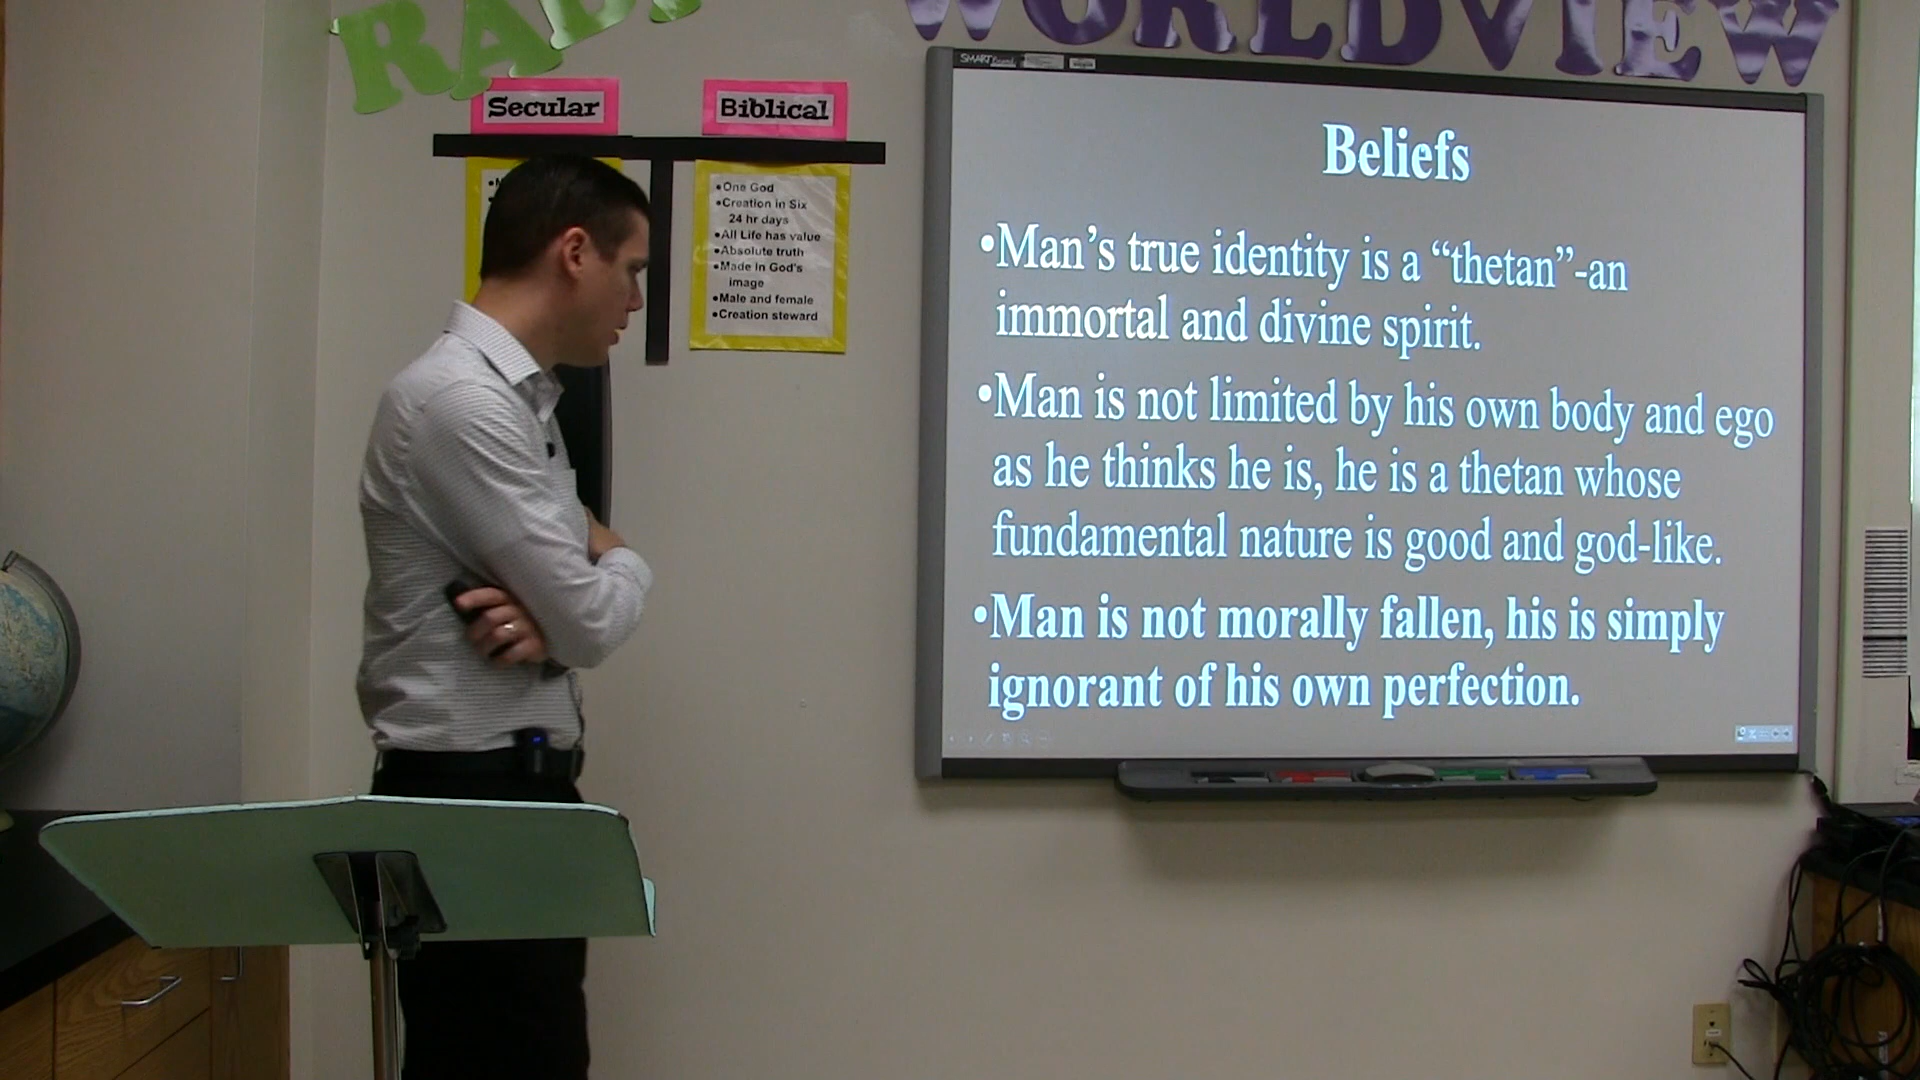 WORLDVIEW
SMART
Secular
Biblical
•One God
•Creation in Six
24 hr days
•All Life has value
•Absolute truth
•Made in God's
image
•Male and female
•Creation steward
Beliefs
•Man's true identity is a “thetan”-an
immortal and divine spirit.
•Man is not limited by his own body and ego
as he thinks he is, he is a thetan whose
fundamental nature is good and god-like.
•Man is not morally fallen, his is simply
ignorant of his own perfection.